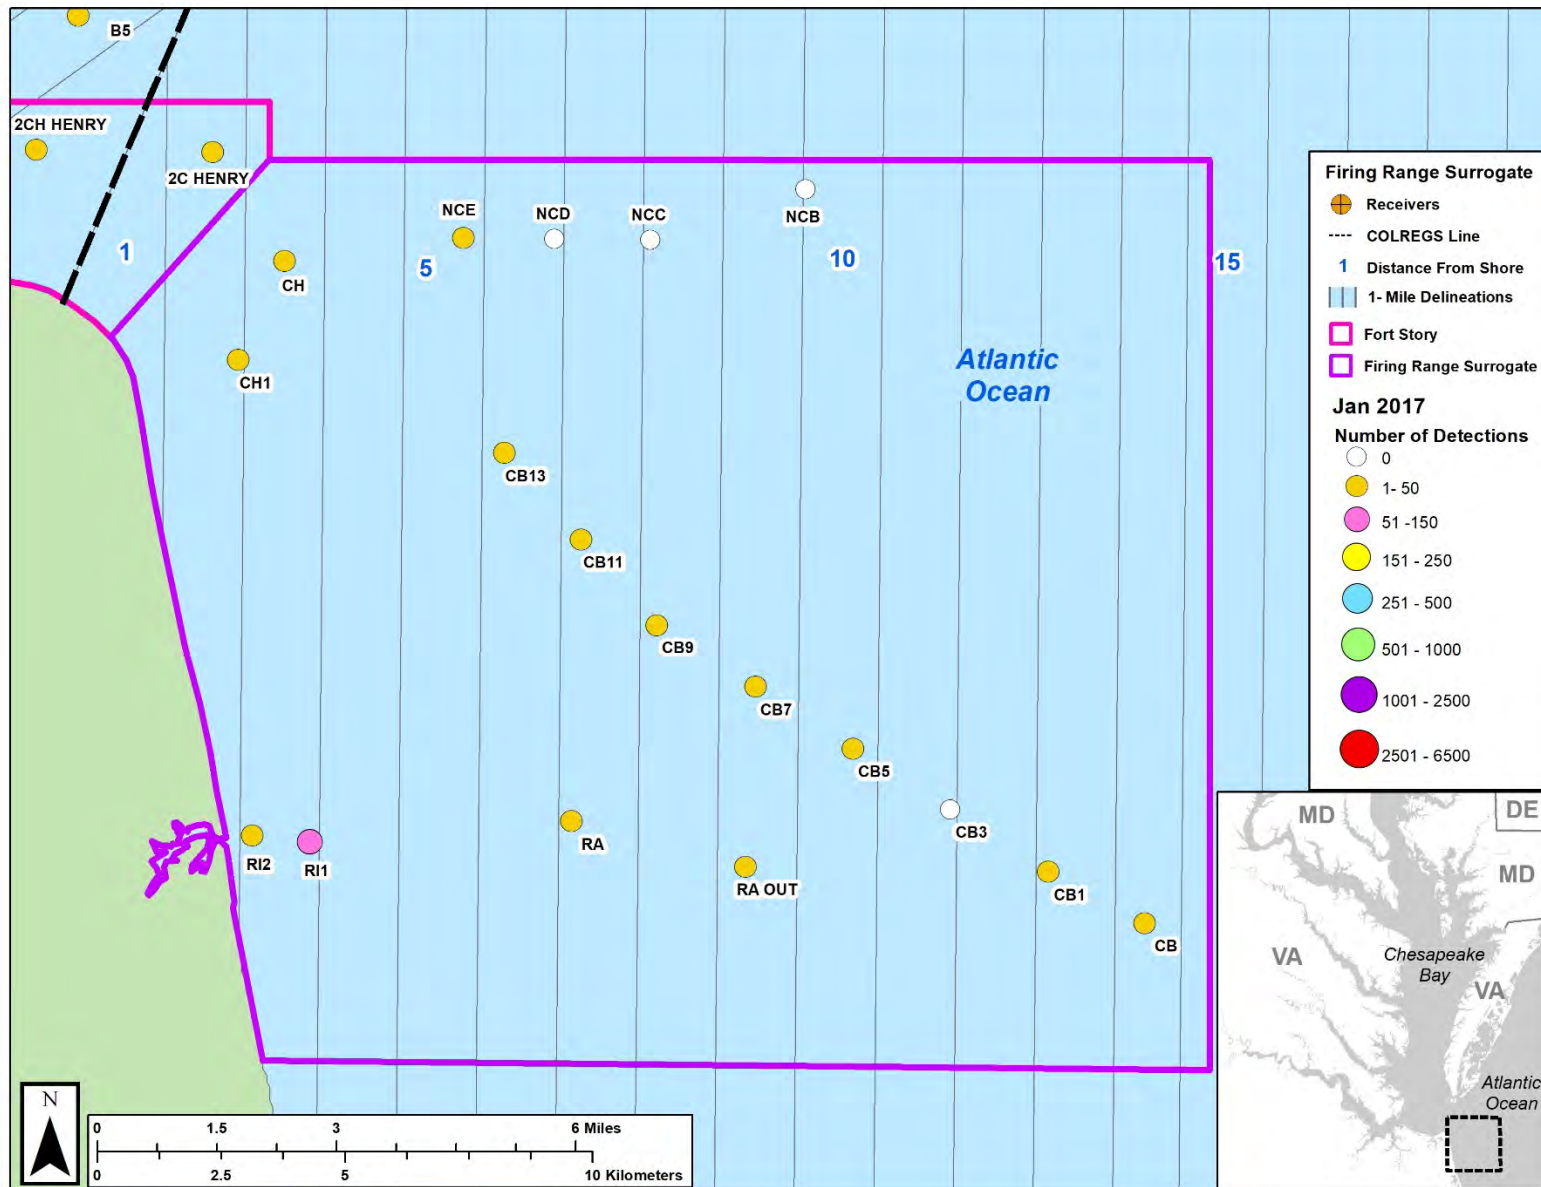 B5
2CH HENRY
2C HENRY
1
CH
5
NCE
NCD
NCC
NCB
10
15
CH1
Atlantic
Ocean
CB13
CB11
CB9
CB7
CB5
CB3
CB1
CB
RI2
RI1
RA
RA OUT
Firing Range Surrogate
Receivers
COLREGS Line
1 Distance From Shore
1- Mile Delineations
Fort Story
Firing Range Surrogate
Jan 2017
Number of Detections
0
1- 50
51 -150
151 - 250
251 - 500
501 - 1000
1001 - 2500
2501 - 6500
MD
DE
MD
VA
Chesapeake
Bay
VA
Atlantic
Ocean
N
0 1.5 3 6 Miles
0 2.5 5 10 Kilometers